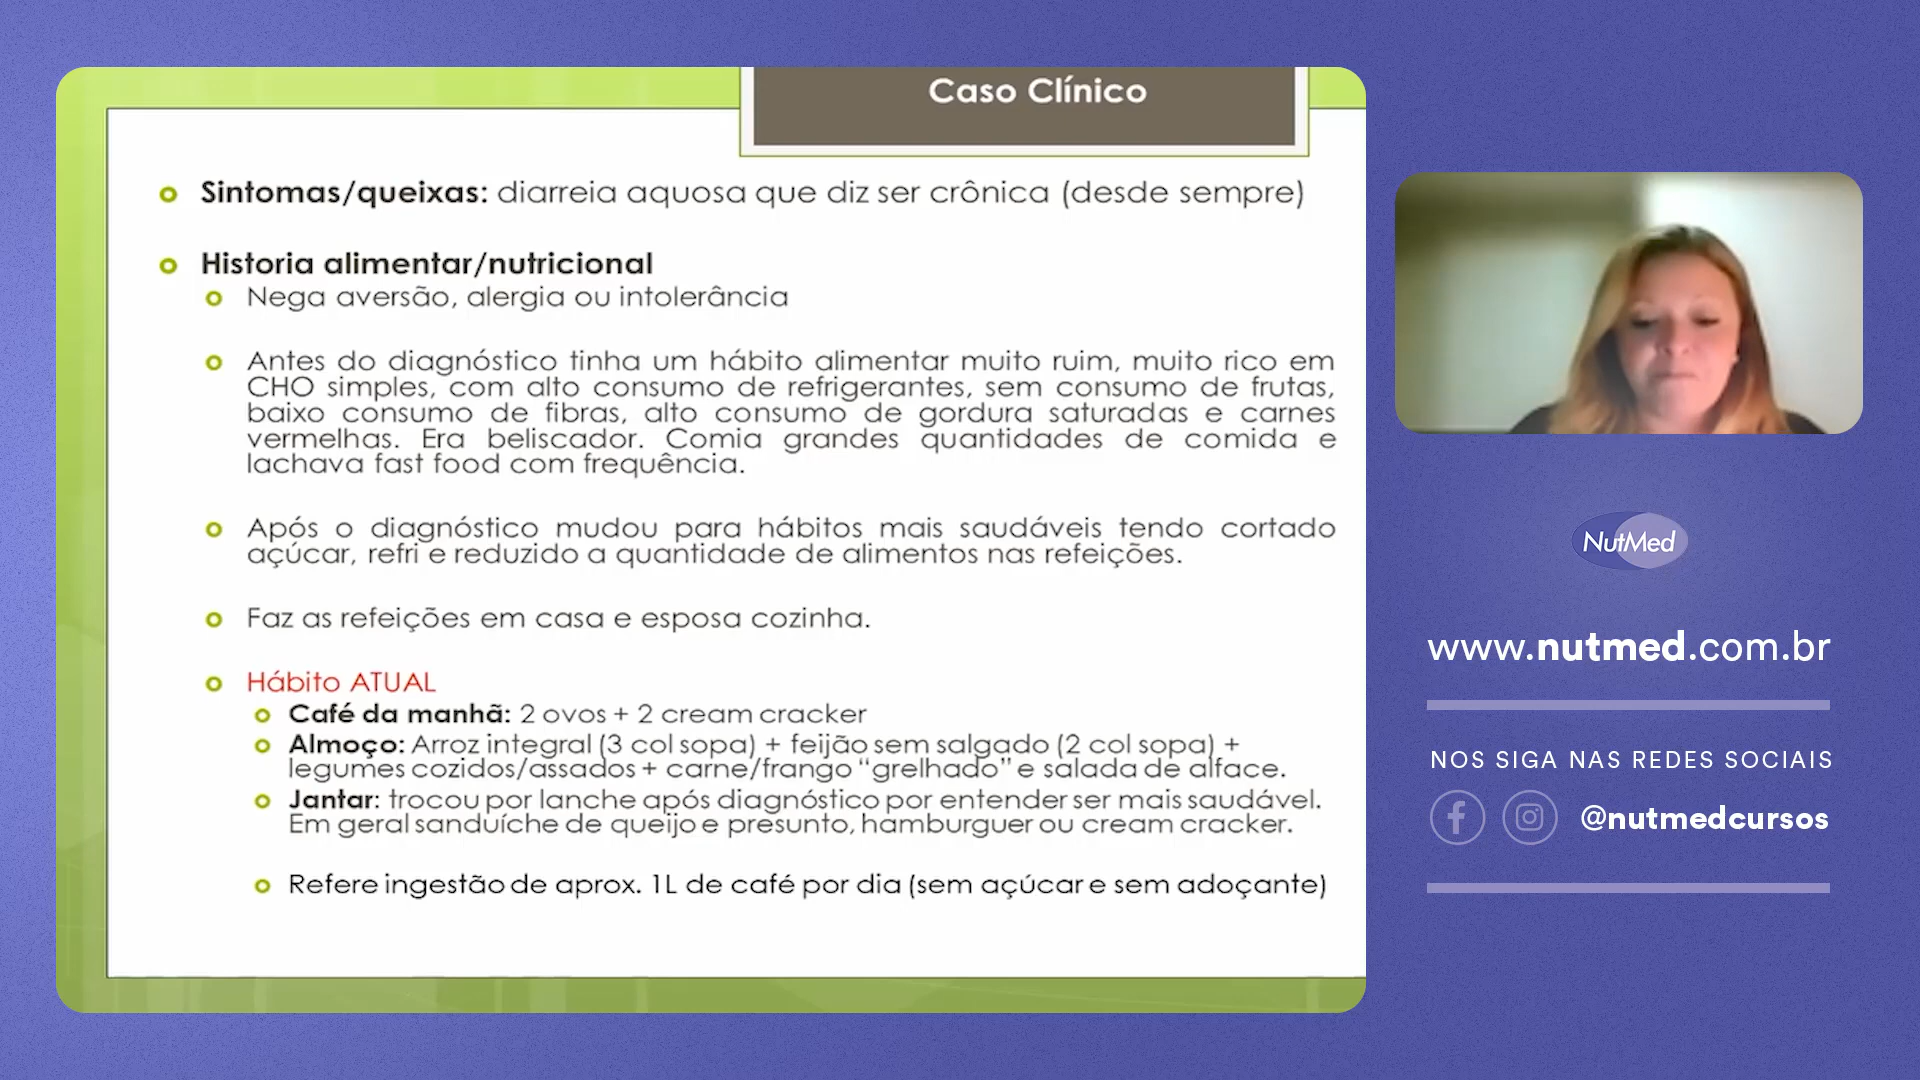 Caso Clínico
Sintomas/queixas: diarreia aquosa que diz ser crônica (desde sempre)
Historia alimentar/nutricional
Nega aversão, alergia ou intolerância
Antes do diagnóstico tinha um hábito alimentar muito ruim, muito rico em
CHO simples, com alto consumo de refrigerantes, sem consumo de frutas,
baixo consumo de fibras, alto consumo de gordura saturadas e carnes
vermelhas. Era beliscador. Comia grandes quantidades de comida e
lachava fast food com frequência.
Após o diagnóstico mudou para hábitos mais saudáveis tendo cortado
açúcar, refri e reduzido a quantidade de alimentos nas refeições.
Faz as refeições em casa e esposa cozinha.
Hábito ATUAL
Café da manhã: 2 ovos + 2 cream cracker
Almoço: Arroz integral (3 col sopa) + feijão sem salgado (2 col sopa) +
legumes cozidos/assados + carne/frango “grelhado” e salada de alface.
Jantar: trocou por lanche após diagnóstico por entender ser mais saudável.
Em geral sanduíche de queijo e presunto, hamburguer ou cream cracker.
Refere ingestão de aprox. 1L de café por dia (sem açúcar e sem adoçante)
NutMed
www.nutmed.com.br
NOS SIGA NAS REDES SOCIAIS
@nutmedcursos